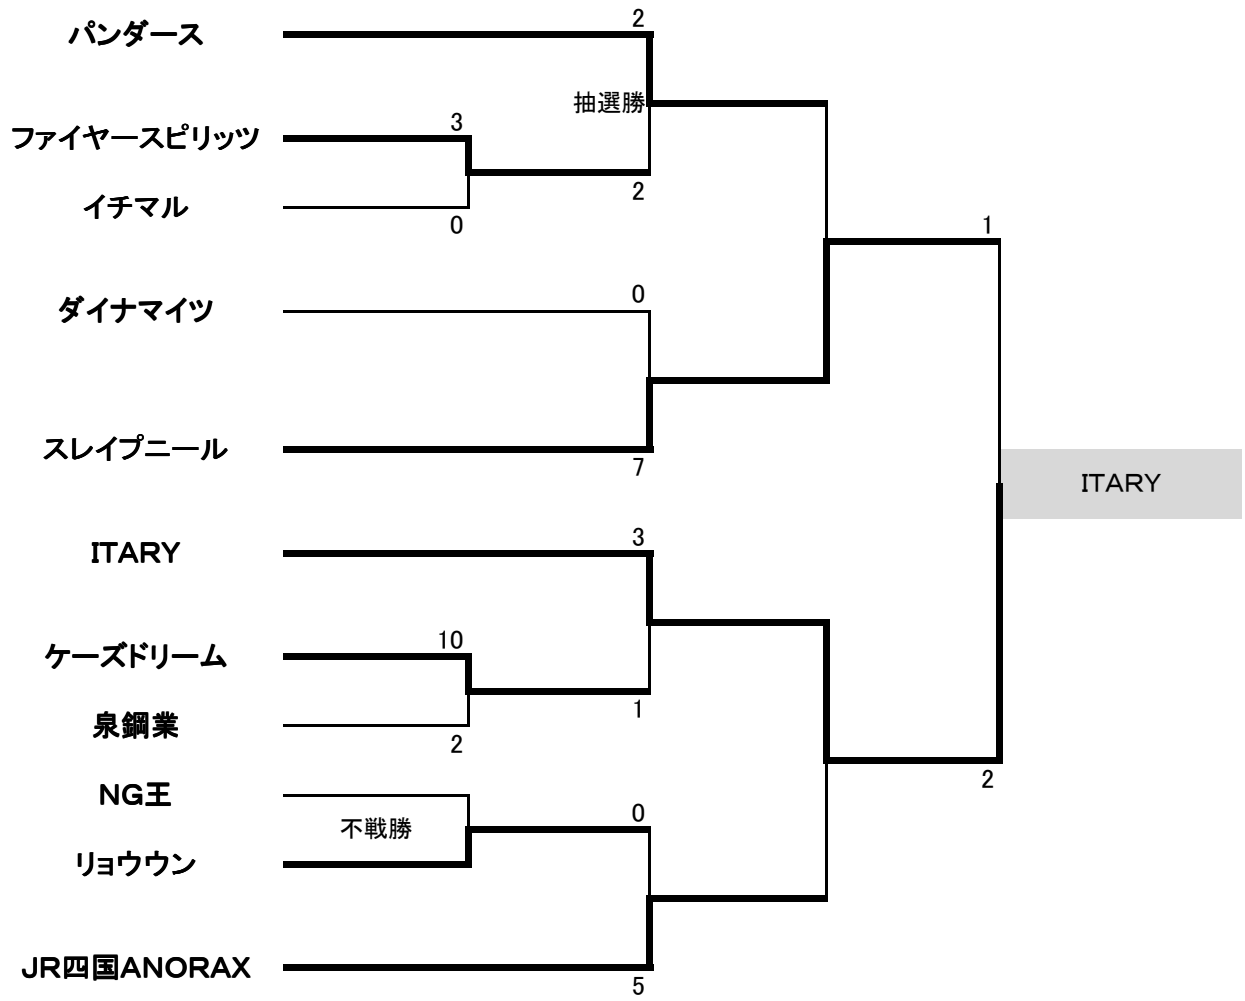 パンダース
2
抽選勝
ファイヤースピリッツ
3
2
イチマル
0
1
ダイナマイツ
0
スレイプニール
7
ITARY
ITARY
3
ケーズドリーム
10
1
泉鋼業
2
2
NG王
不戦勝
0
リョウウン
JR四国ANORAX
5